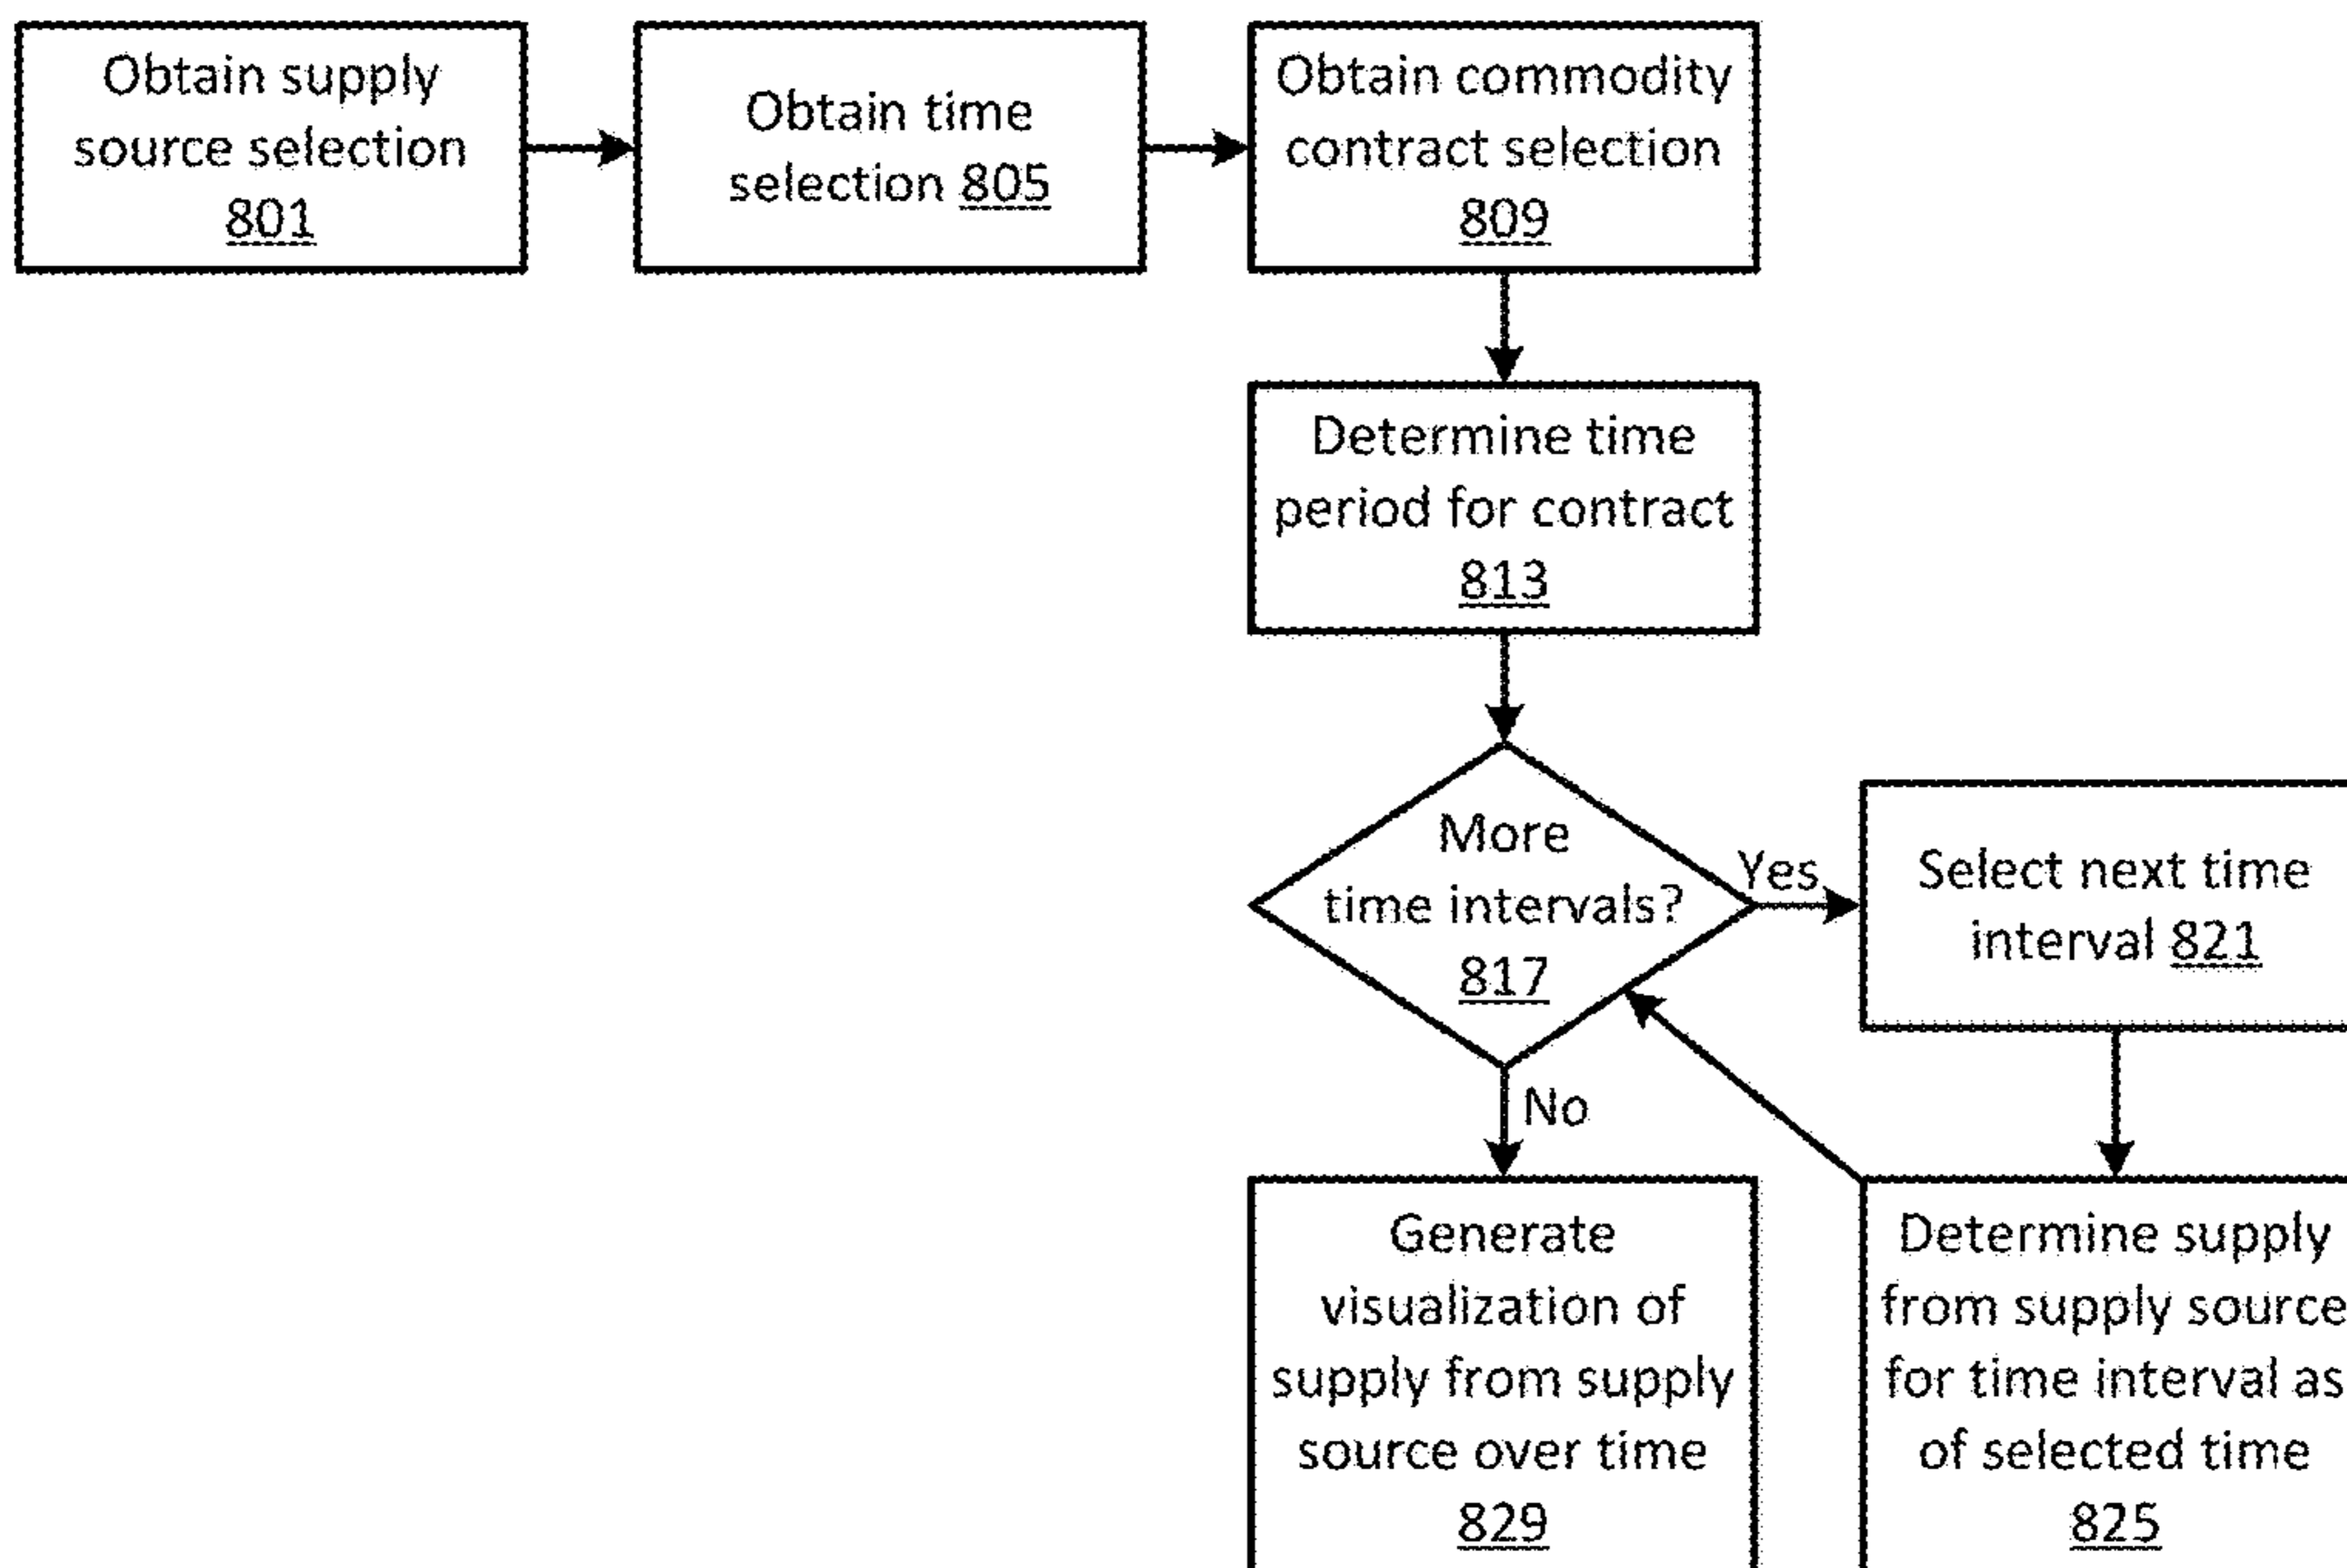 Obtain supply
source selection
801
Obtain time
selection 805
Obtain commodity
contract selection
809
Determine time
period for contract
813
More
time intervals?
817
Yes
Select next time
interval 821
No
Generate
visualization of
supply from supply
source over time
829
Determine supply
from supply source
for time interval as
of selected time
825